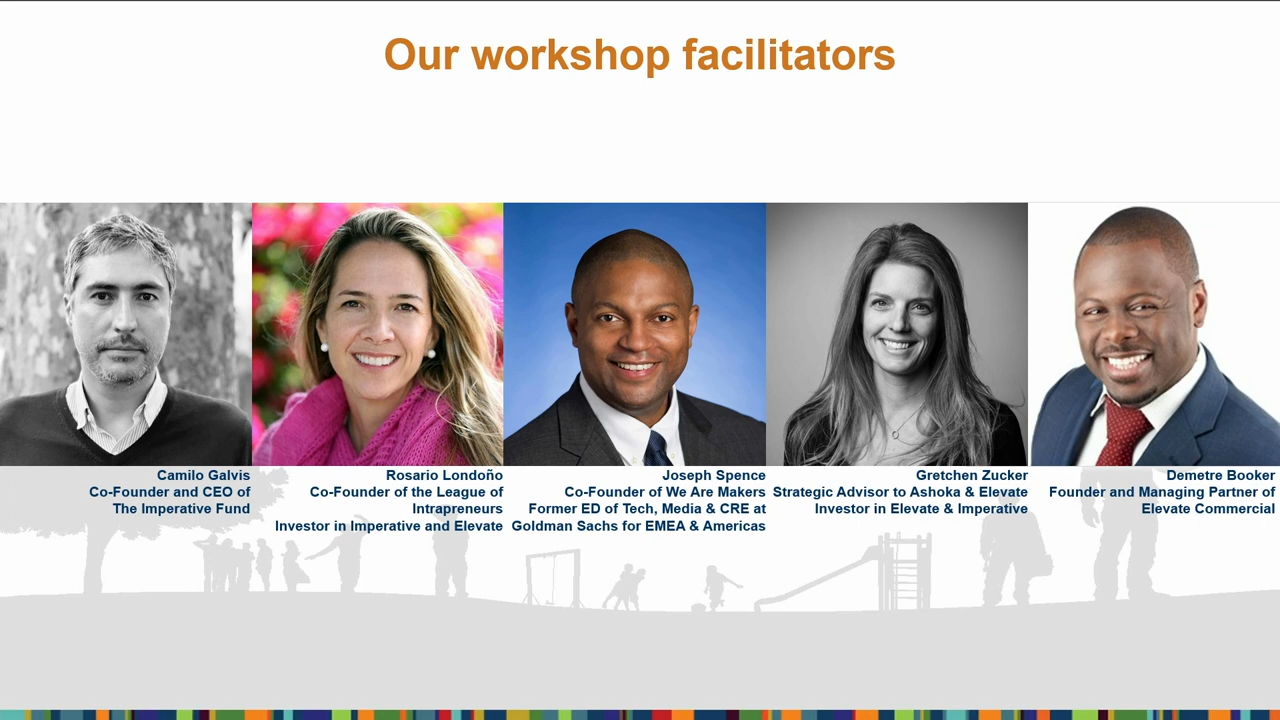 Our workshop facilitators
Camilo Galvis
Co-Founder and CEO of
The Imperative Fund
Rosario Londoño
Co-Founder of the League of
Intrapreneurs
Investor in Imperative and Elevate
Joseph Spence
Co-Founder of We Are Makers
Former ED of Tech, Media & CRE at
Goldman Sachs for EMEA & Americas
Gretchen Zucker
Strategic Advisor to Ashoka & Elevate
Investor in Elevate & Imperative
Demetre Booker
Founder and Managing Partner of
Elevate Commercial